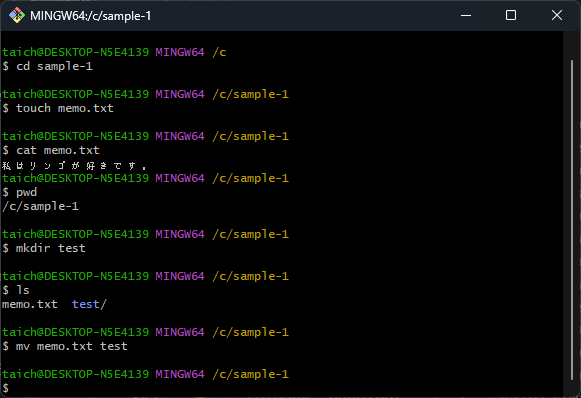 MINGW64:/c/sample-1
taich@DESKTOP-N5E4139 MINGW64 /c
$ cd sample-1
taich@DESKTOP-N5E4139 MINGW64 /c/sample-1
$ touch memo.txt
taich@DESKTOP-N5E4139 MINGW64 /c/sample-1
$ cat memo.txt
私はリンゴが好きです。
taich@DESKTOP-N5E4139 MINGW64 /c/sample-1
$ pwd
/c/sample-1
taich@DESKTOP-N5E4139 MINGW64 /c/sample-1
$ mkdir test
taich@DESKTOP-N5E4139 MINGW64 /c/sample-1
$ ls
memo.txt  test/
taich@DESKTOP-N5E4139 MINGW64 /c/sample-1
$ mv memo.txt test
taich@DESKTOP-N5E4139 MINGW64 /c/sample-1
$